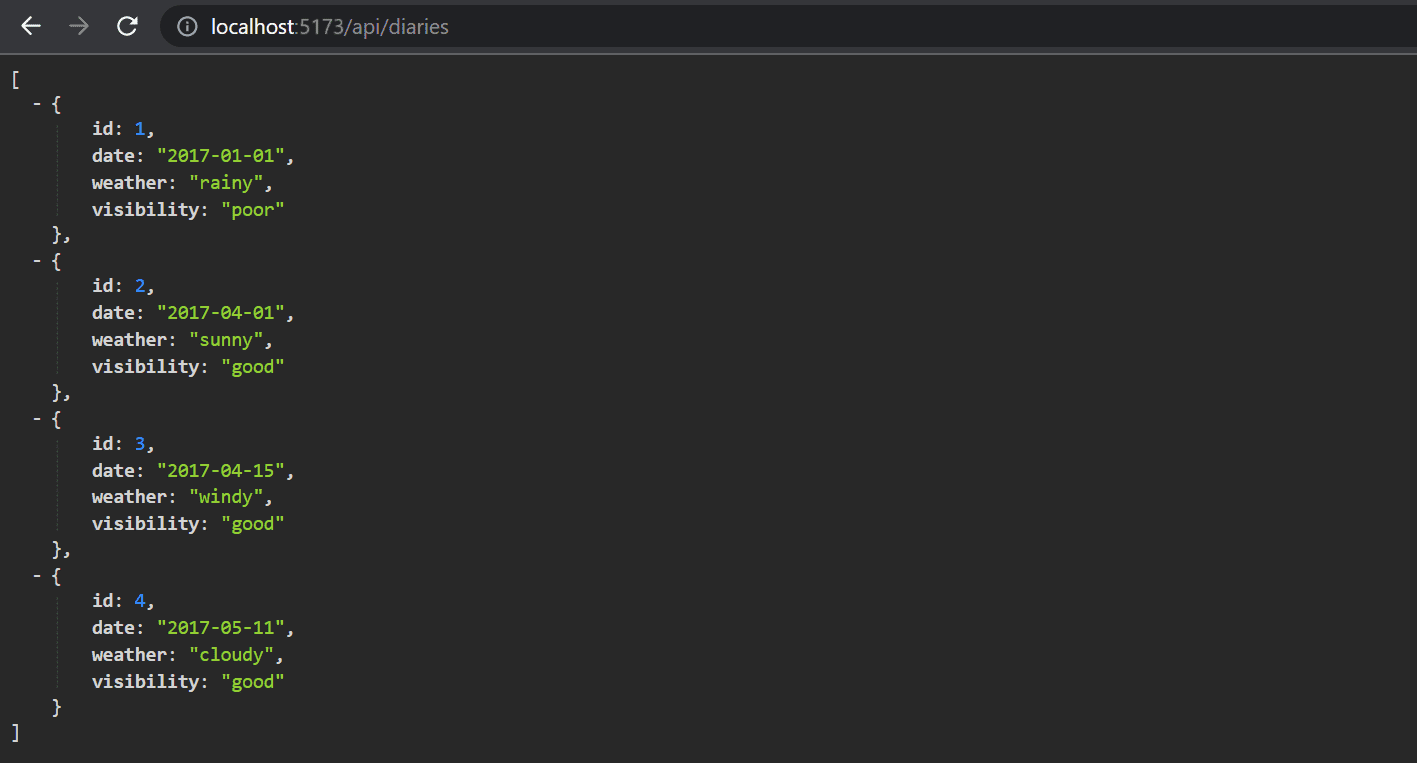 localhost:5173/api/diaries
[
- {
id: 1,
date: "2017-01-01",
weather: "rainy",
visibility: "poor"
},
- {
id: 2,
date: "2017-04-01",
weather: "sunny",
visibility: "good"
},
- {
id: 3,
date: "2017-04-15",
weather: "windy",
visibility: "good"
},
- {
id: 4,
date: "2017-05-11",
weather: "cloudy",
visibility: "good"
}
]